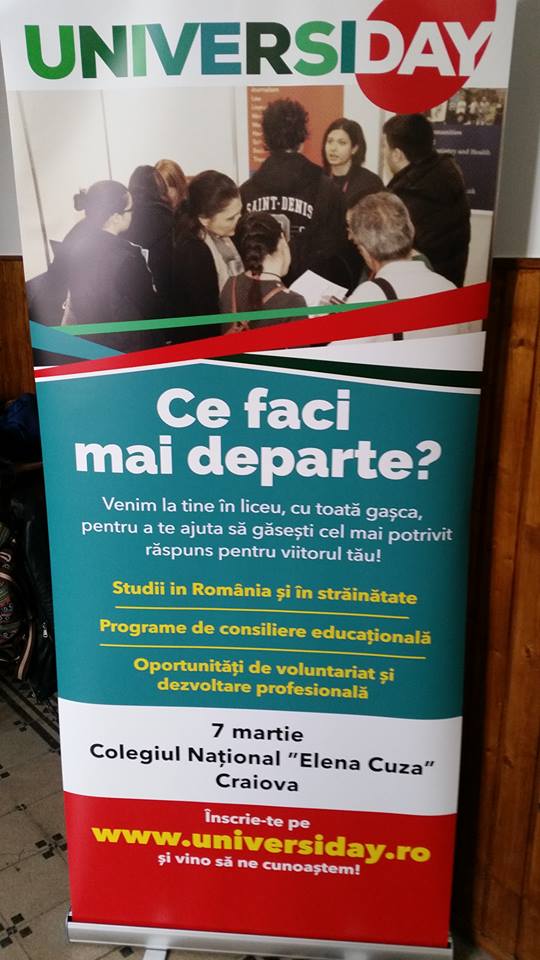 UNIVERSIDAY
Journalism
Law
SAINT-DENIS
Ce faci
mai departe?
Venim la tine în liceu, cu toată gașca,
pentru a te ajuta să găsești cel mai potrivit
răspuns pentru viitorul tău!
Studii in România și în străinătate
Programe de consiliere educațională
Oportunități de voluntariat și
dezvoltare profesională
7 martie
Colegiul Național ”Elena Cuza”
Craiova
Înscrie-te pe
www.universiday.ro
și vino să ne cunoaștem!